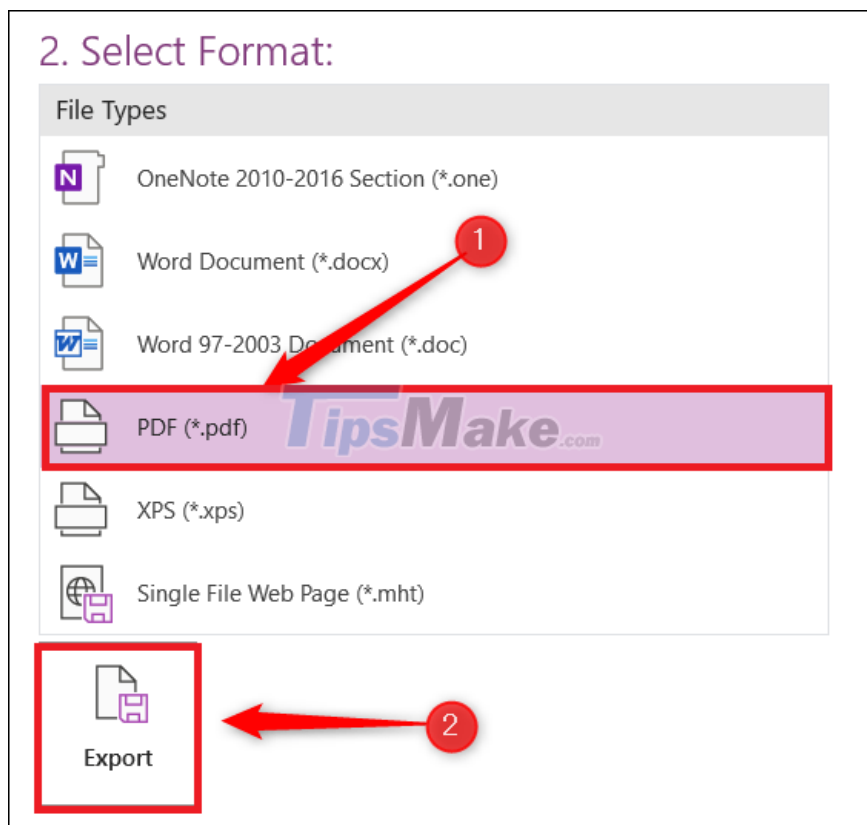 2. Select Format:
File Types
N OneNote 2010-2016 Section (*.one)
1
W Word Document (*.docx)
W Word 97-2003 Document (*.doc)
PDF (*.pdf) TipsMake.com
XPS (*.xps)
Single File Web Page (*.mht)
2
Export